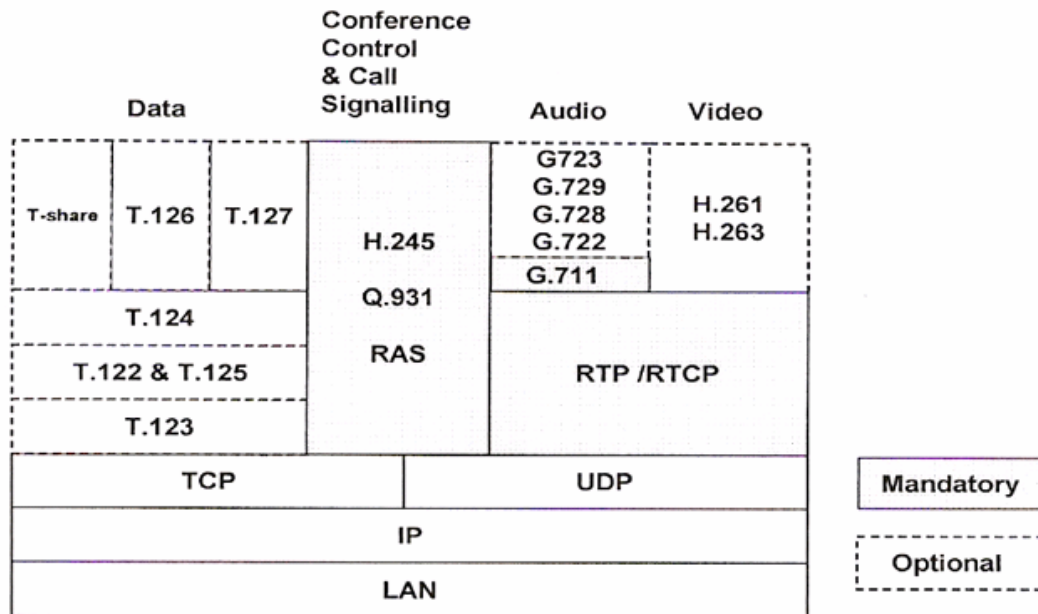 Conference
Control
& Call
Signalling
Data
Audio
Video
T-share
T.126
T.127
H.245
Q.931
RAS
G723
G.729
G.728
G.722
G.711
H.261
H.263
T.124
T.122 & T.125
T.123
RTP /RTCP
TCP
UDP
IP
LAN
Mandatory
Optional